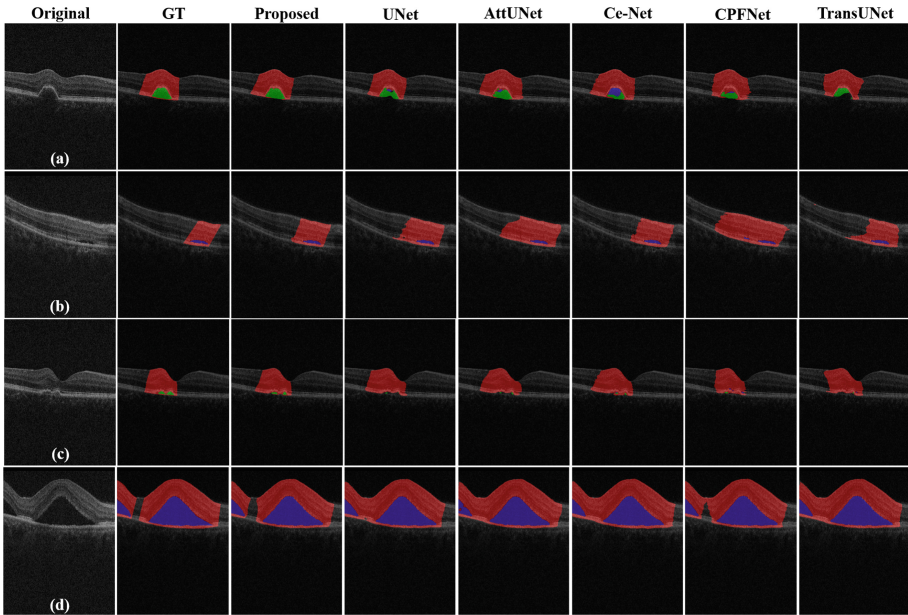 Original GT Proposed UNet AttUNet Ce-Net CPFNet TransUNet
(a)
(b)
(c)
(d)